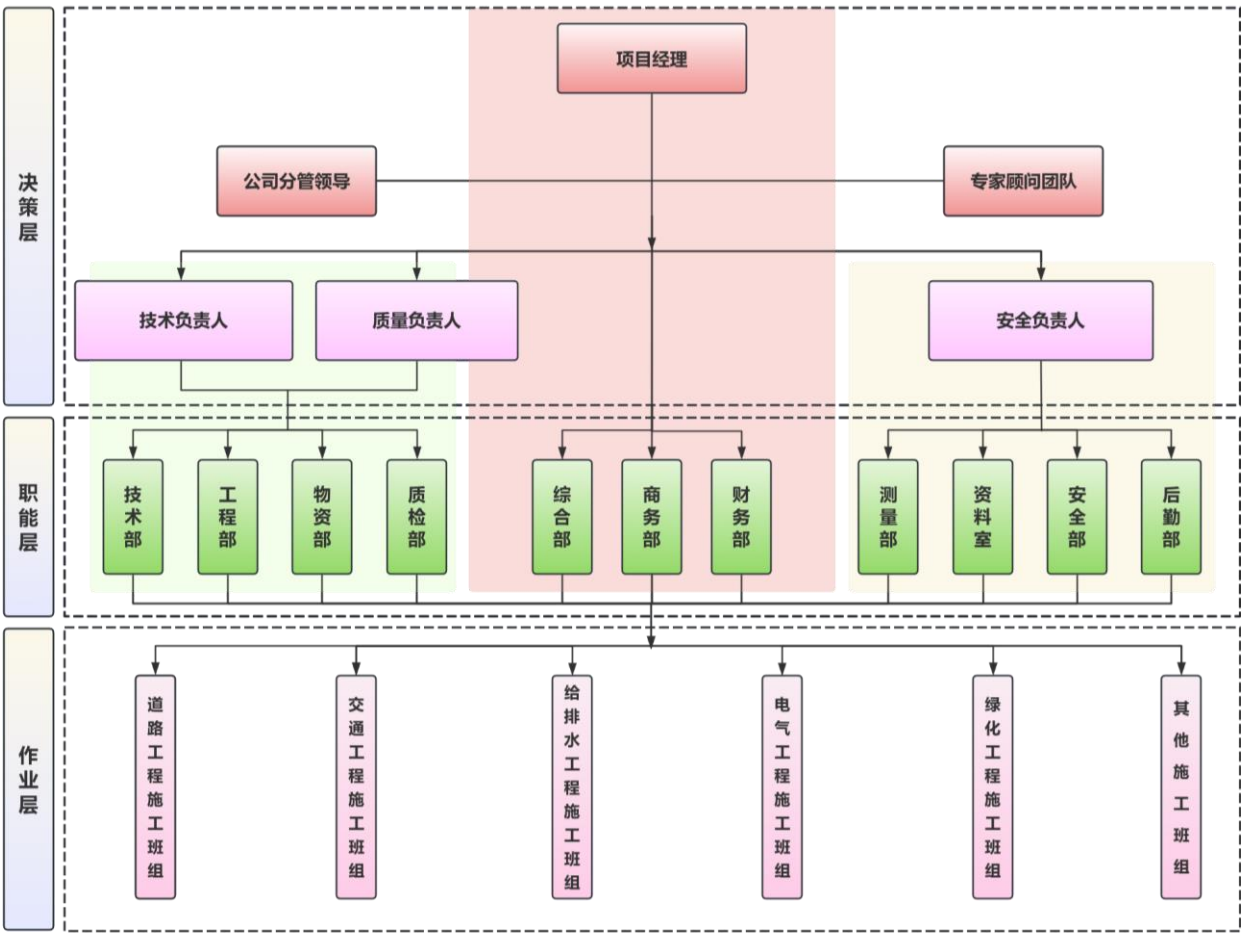 决策层
项目经理
公司分管领导
专家顾问团队
技术负责人
质量负责人
安全负责人
职能层
技术部
工程部
物资部
质检部
综合部
商务部
财务部
测量部
资料室
安全部
后勤部
作业层
道路工程施工班组
交通工程施工班组
给排水工程施工班组
电气工程施工班组
绿化工程施工班组
其他施工班组